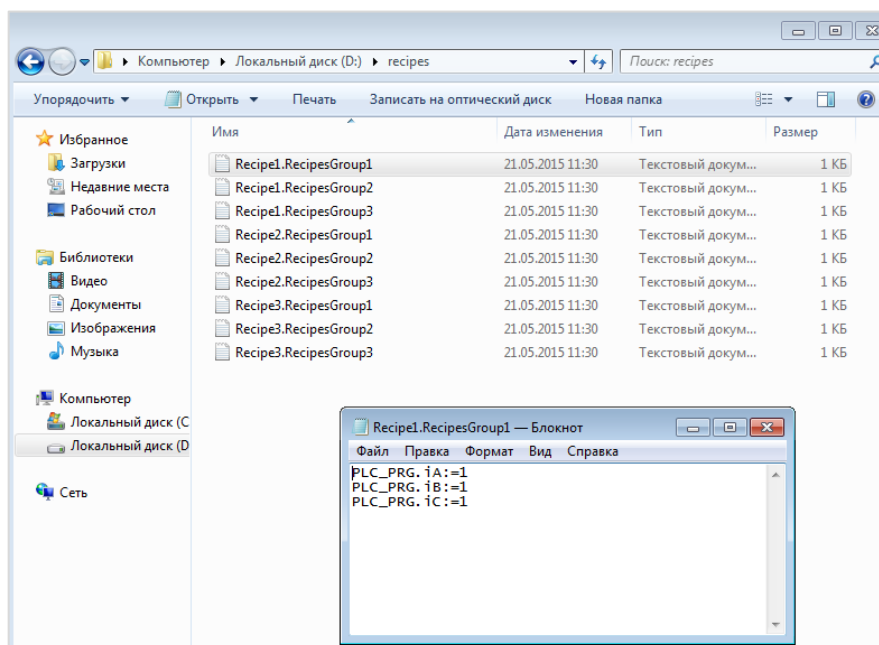 Компьютер Локальный диск (D:) recipes Поиск: recipes
Упорядочить Открыть Печать Записать на оптический диск Новая папка
Имя Дата изменения Тип Размер
Избранное
Загрузки
Недавние места
Рабочий стол
Библиотеки
Видео
Документы
Изображения
Музыка
Компьютер
Локальный диск (C
Локальный диск (D
Сеть
Recipe1.RecipesGroup1 21.05.2015 11:30 Текстовый докум... 1 КБ
Recipe1.RecipesGroup2 21.05.2015 11:30 Текстовый докум... 1 КБ
Recipe1.RecipesGroup3 21.05.2015 11:30 Текстовый докум... 1 КБ
Recipe2.RecipesGroup1 21.05.2015 11:30 Текстовый докум... 1 КБ
Recipe2.RecipesGroup2 21.05.2015 11:30 Текстовый докум... 1 КБ
Recipe2.RecipesGroup3 21.05.2015 11:30 Текстовый докум... 1 КБ
Recipe3.RecipesGroup1 21.05.2015 11:30 Текстовый докум... 1 КБ
Recipe3.RecipesGroup2 21.05.2015 11:30 Текстовый докум... 1 КБ
Recipe3.RecipesGroup3 21.05.2015 11:30 Текстовый докум... 1 КБ
Recipe1.RecipesGroup1 — Блокнот
Файл Правка Формат Вид Справка
PLC_PRG.iA:=1
PLC_PRG.iB:=1
PLC_PRG.iC:=1